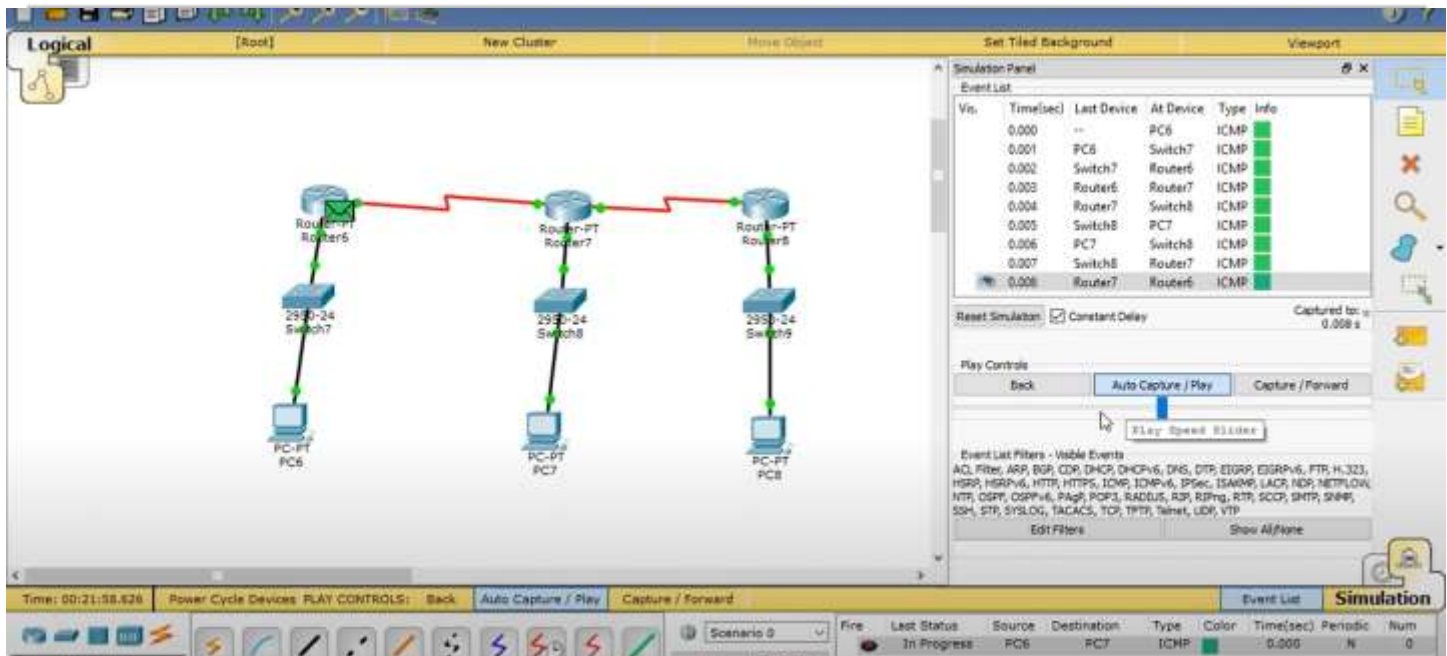 Logical [Root] New Cluster Move Object Set Tiled Background Viewport
Simulation Panel
Event List
Vis. Time(sec) Last Device At Device Type Info
0.000 -- PC6 ICMP
0.001 PC6 Switch7 ICMP
0.002 Switch7 Router6 ICMP
0.003 Router6 Router7 ICMP
0.004 Router7 Switch8 ICMP
0.005 Switch8 PC7 ICMP
0.006 PC7 Switch8 ICMP
0.007 Switch8 Router7 ICMP
0.008 Router7 Router6 ICMP
Reset Simulation Constant Delay Captured to:
0.008 s
Play Controls
Back Auto Capture / Play Capture / Forward
Play Speed Slider
Event List Filters - Visible Events
ACL Filter, ARP, BGP, CDP, DHCP, DHCPv6, DNS, DTP, EIGRP, EIGRPv6, FTP, H.323,
HSRP, HSRPv6, HTTP, HTTPS, ICMP, ICMPv6, IPSec, ISAKMP, LACP, NDP, NETFLOW,
NTP, OSPF, OSPFv6, PAgP, POP3, RADIUS, RIP, RIPng, RTP, SCCP, SMTP, SNMP,
SSH, STP, SYSLOG, TACACS, TCP, TFTP, Telnet, UDP, VTP
Edit Filters Show All/None
Router-PT
Router6
Router-PT
Router7
Router-PT
Router8
2950-24
Switch7
2950-24
Switch8
2950-24
Switch9
PC-PT
PC6
PC-PT
PC7
PC-PT
PC8
Time: 00:21:58.626 Power Cycle Devices PLAY CONTROLS: Back Auto Capture / Play Capture / Forward Event List Simulation
Scenario 0 Fire Last Status Source Destination Type Color Time(sec) Periodic Num
In Progress PC6 PC7 ICMP 0.000 N 0